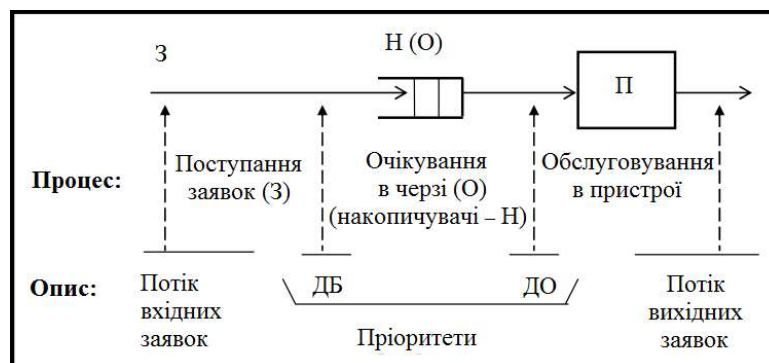 З
Н (О)
П
Процес:
Поступання
заявок (З)
Очікування
в черзі (О)
(накопичувачі – Н)
Обслуговування
в пристрої
Опис:
Потік
вхідних
заявок
ДБ
ДО
Пріоритети
Потік
вихідних
заявок